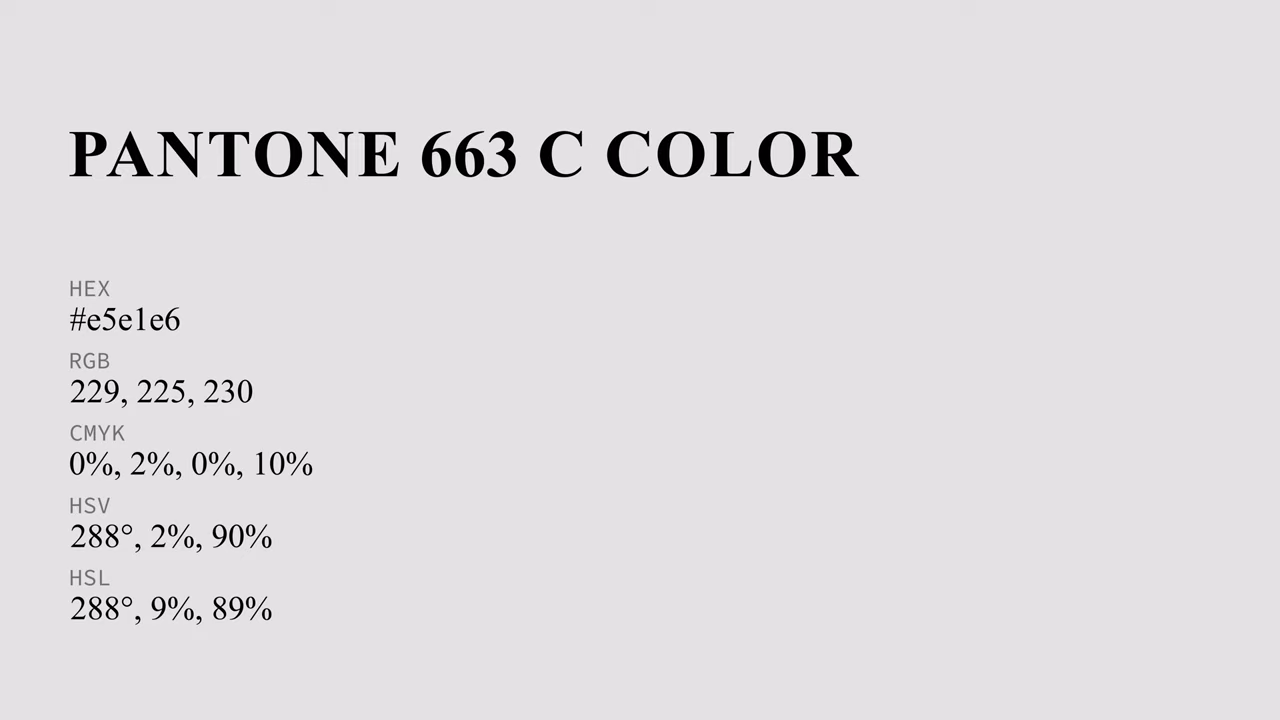 PANTONE 663 C COLOR
HEX
#e5e1e6
RGB
229, 225, 230
CMYK
0%, 2%, 0%, 10%
HSV
288°, 2%, 90%
HSL
288°, 9%, 89%